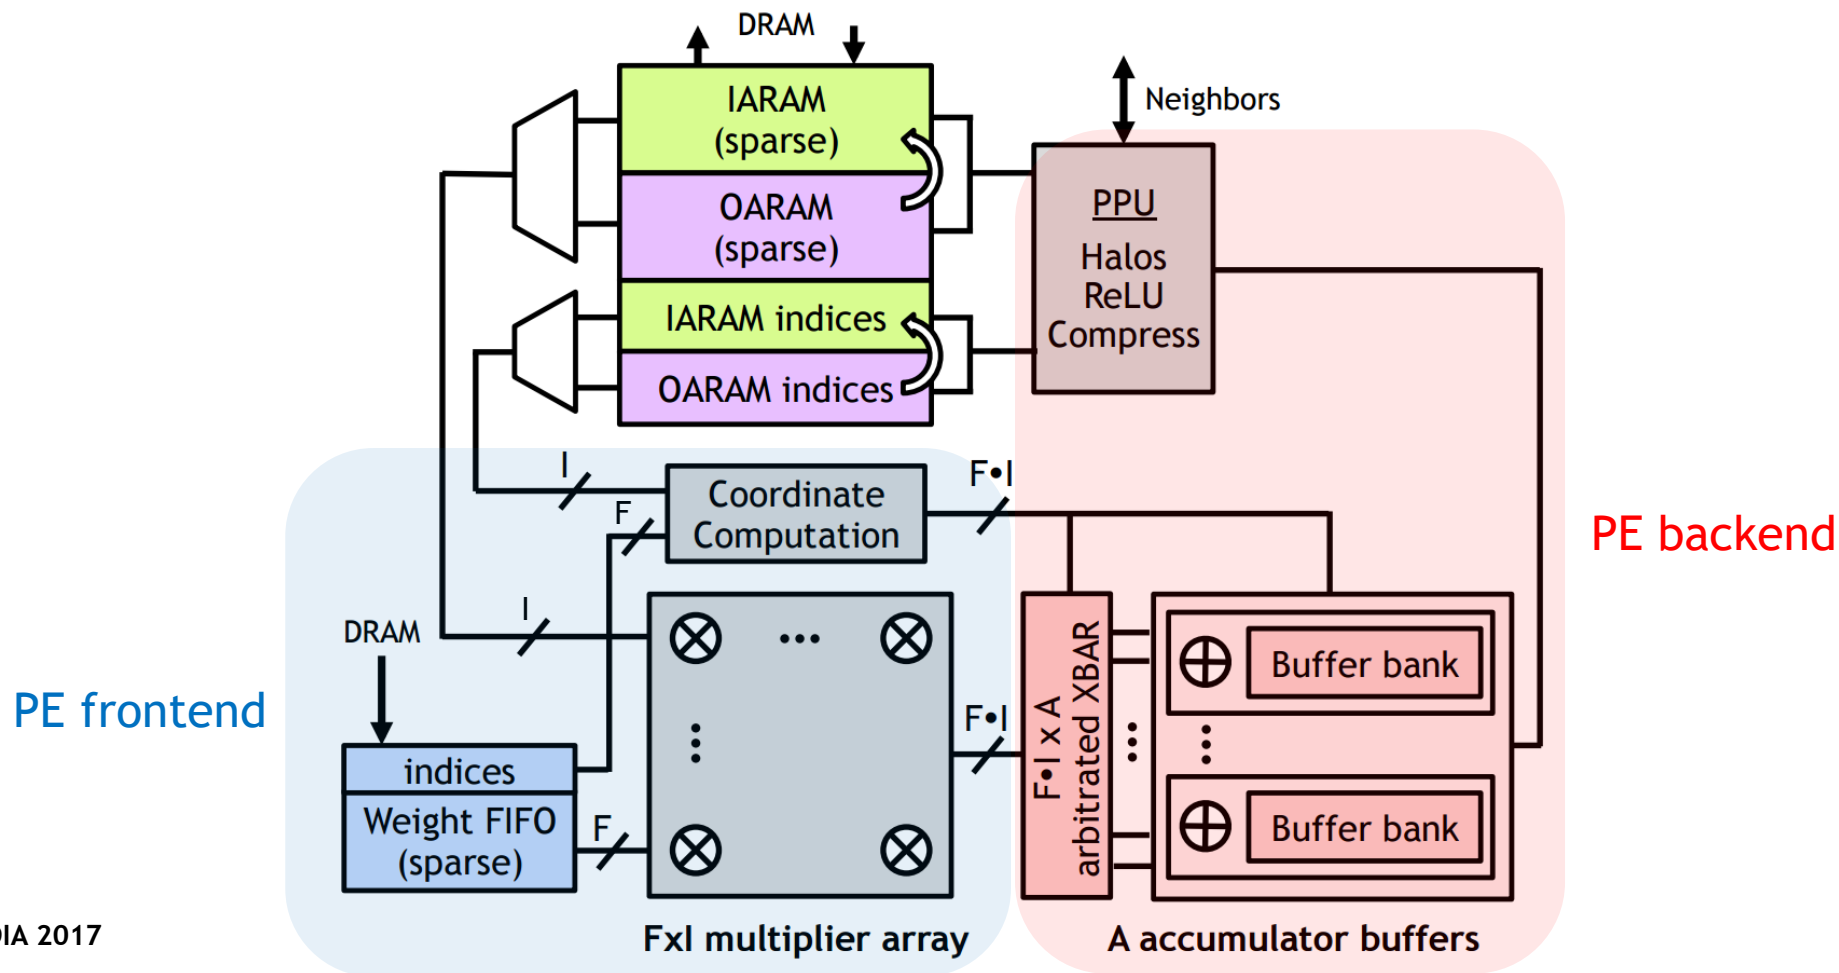 DRAM
IARAM
(sparse)
Neighbors
OARAM
(sparse)
PPU
Halos
ReLU
Compress
IARAM indices
OARAM indices
I
F
Coordinate
Computation
F•I
PE backend
I
DRAM
...
F•I x A
arbitrated XBAR
Buffer bank
PE frontend
F•I
indices
Weight FIFO
(sparse)
F
Buffer bank
DIA 2017
FxI multiplier array
A accumulator buffers